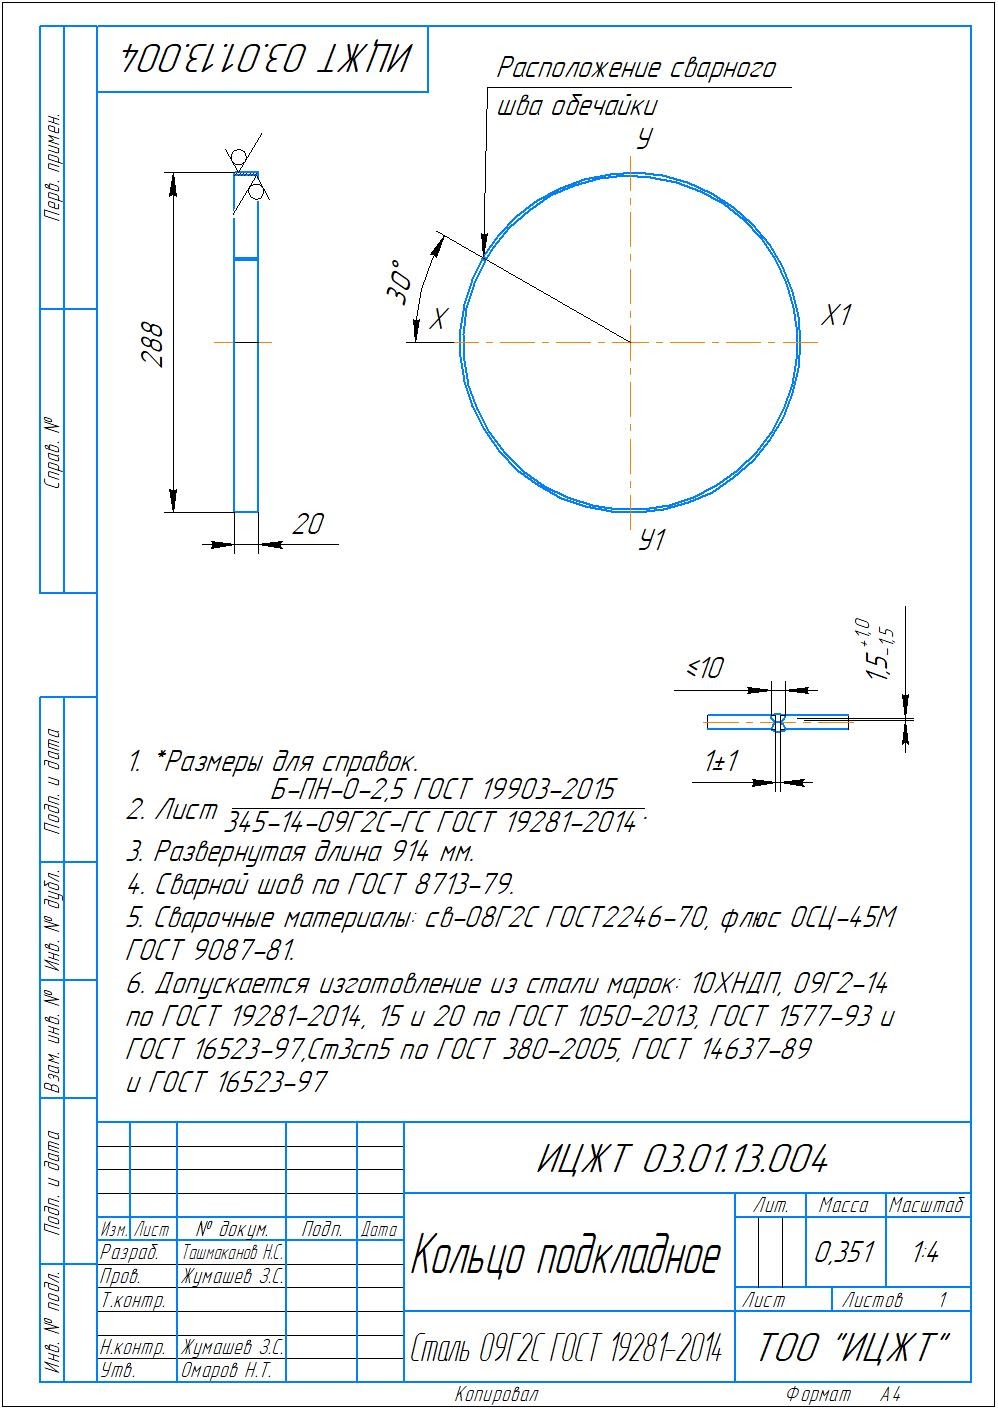 ИЦЖТ 03.01.13.004
Расположение сварного
шва обечайки
У
Х
Х1
У1
30°
288
20
≤10
1,5 +1,0 −1,5
1±1
1. *Размеры для справок.
2. Лист Б-ПН-О-2,5 ГОСТ 19903-2015
345-14-09Г2С-ГС ГОСТ 19281-2014.
3. Развернутая длина 914 мм.
4. Сварной шов по ГОСТ 8713-79.
5. Сварочные материалы: св-08Г2С ГОСТ2246-70, флюс ОСЦ-45М
ГОСТ 9087-81.
6. Допускается изготовление из стали марок: 10ХНДП, 09Г2-14
по ГОСТ 19281-2014, 15 и 20 по ГОСТ 1050-2013, ГОСТ 1577-93 и
ГОСТ 16523-97,Ст3сп5 по ГОСТ 380-2005, ГОСТ 14637-89
и ГОСТ 16523-97
Перв. примен.
Справ. №
Подп. и дата
Инв. № дубл.
Взам. инв. №
Подп. и дата
Инв. № подл.
ИЦЖТ 03.01.13.004
Изм. Лист № докум. Подп. Дата
Разраб. Ташмаканов Н.С.
Пров. Жумашев З.С.
Т.контр.
Н.контр. Жумашев З.С.
Утв. Омаров Н.Т.
Кольцо подкладное
Лит. Масса Масштаб
0,351 1:4
Лист Листов 1
Сталь 09Г2С ГОСТ 19281-2014
ТОО "ИЦЖТ"
Копировал Формат А4